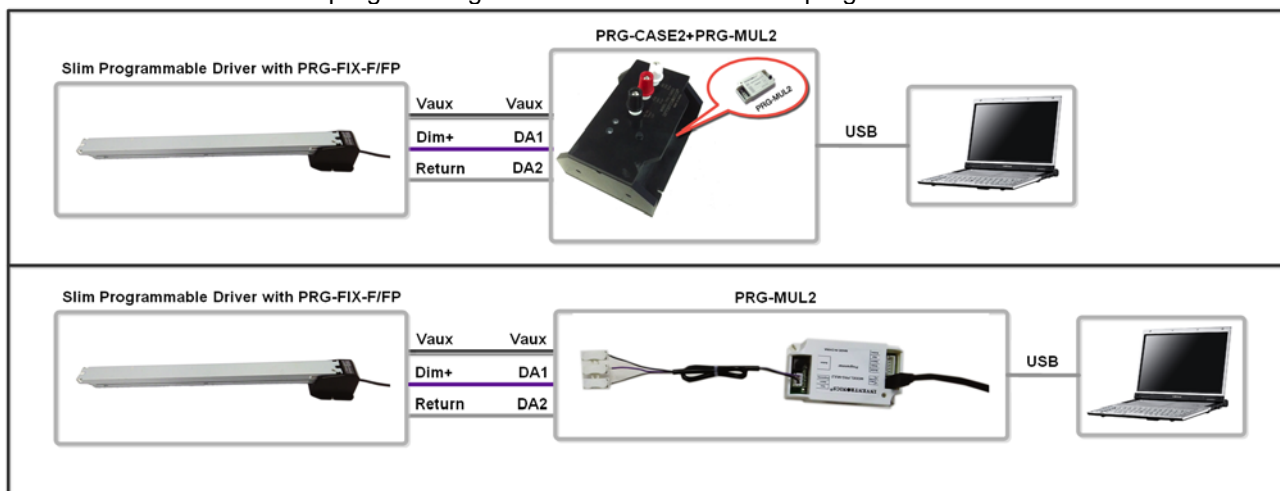 PRG-CASE2+PRG-MUL2
Slim Programmable Driver with PRG-FIX-F/FP
Vaux Vaux
Dim+ DA1
Return DA2
PRG-MUL2
USB
Slim Programmable Driver with PRG-FIX-F/FP
PRG-MUL2
Vaux Vaux
Dim+ DA1
Return DA2
Programmer
USB